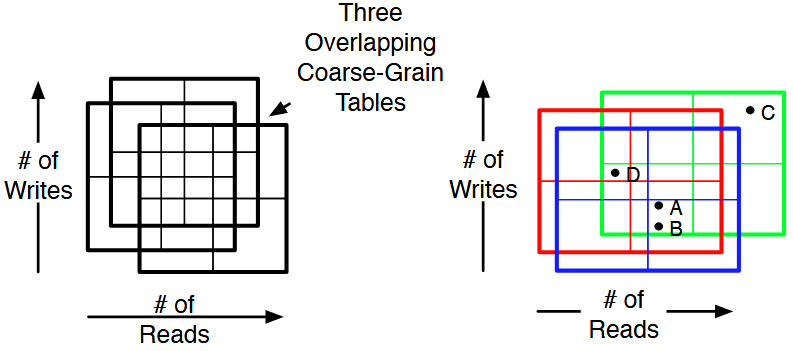 Three
Overlapping
Coarse-Grain
Tables
# of
Writes
# of
Reads
# of
Writes
C
D
A
B
# of
Reads